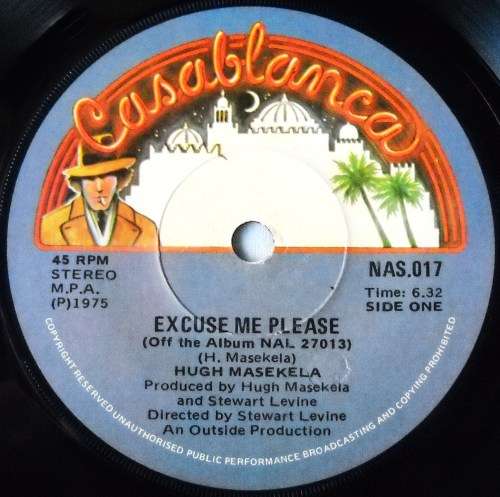 Casablanca
45 RPM
STEREO
M.P.A.
(P)1975
NAS.017
Time: 6.32
SIDE ONE
EXCUSE ME PLEASE
(Off the Album NAL 27013)
(H. Masekela)
HUGH MASEKELA
Produced by Hugh Masekela
and Stewart Levine
Directed by Stewart Levine
An Outside Production
COPYRIGHT RESERVED UNAUTHORISED PUBLIC PERFORMANCE BROADCASTING AND COPYING PROHIBITED